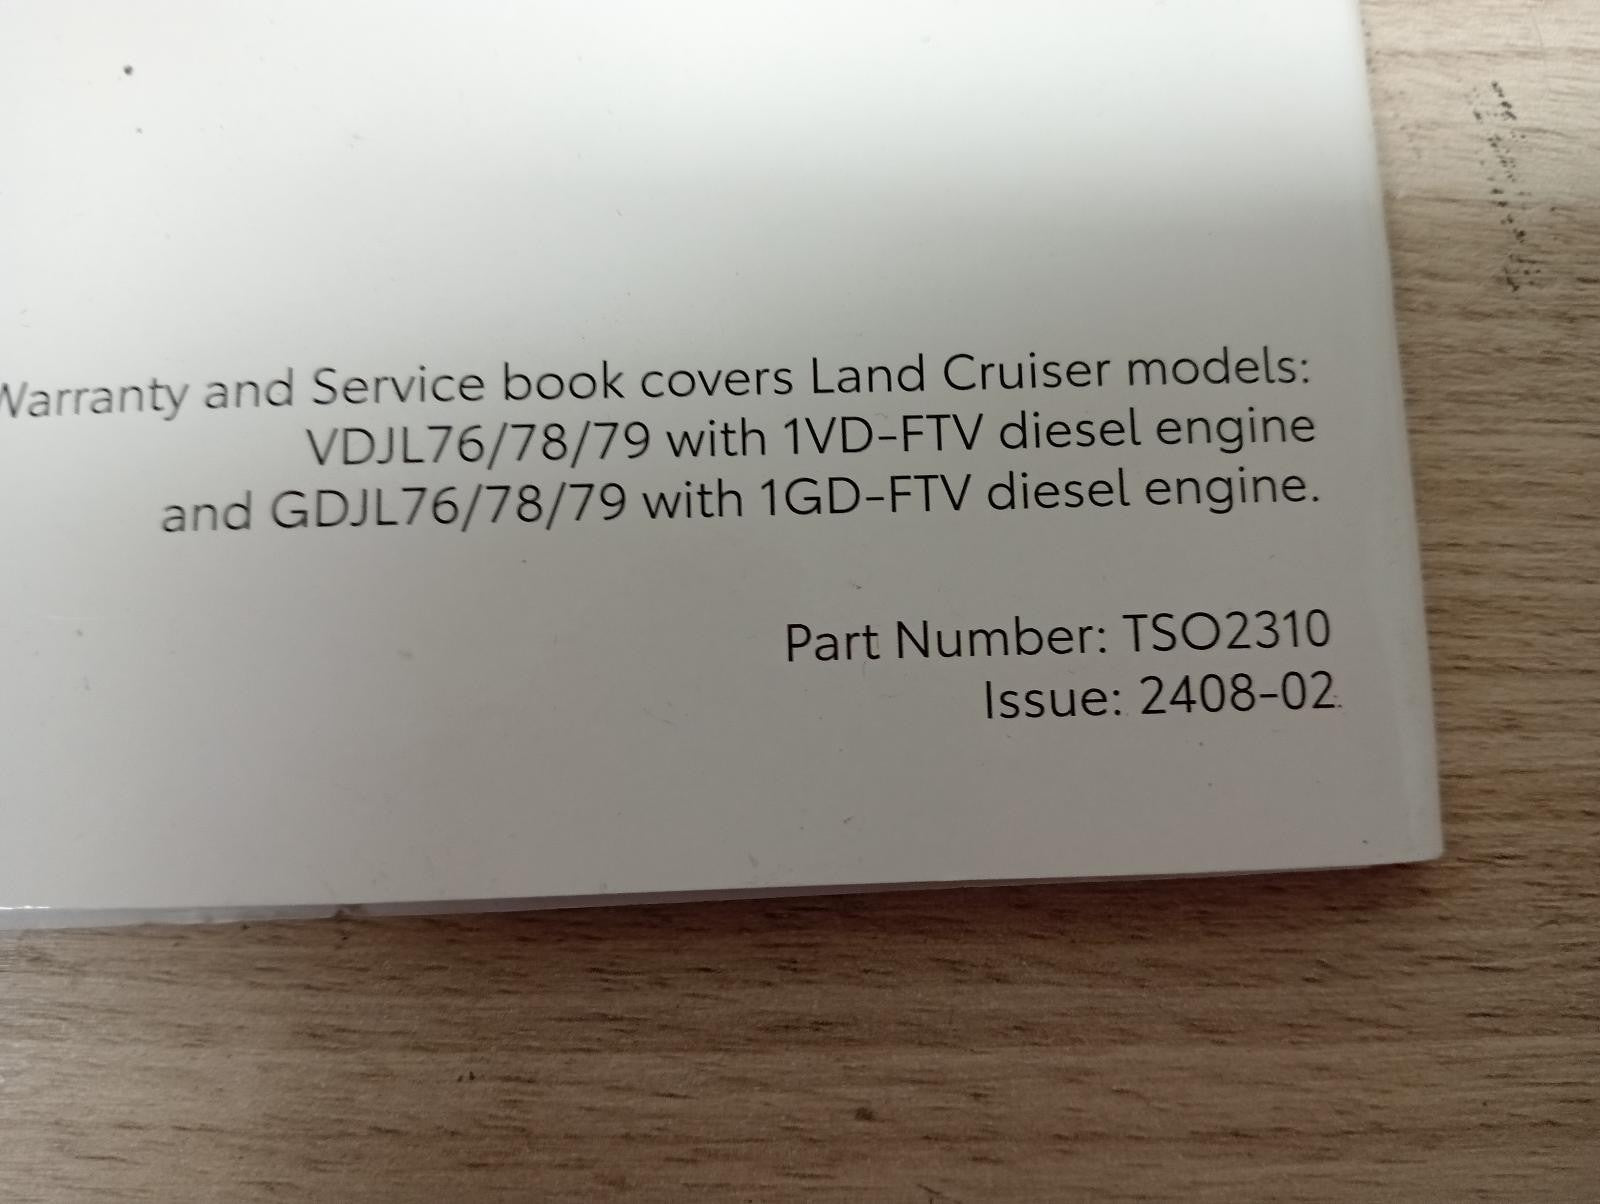 Warranty and Service book covers Land Cruiser models:
VDJL76/78/79 with 1VD-FTV diesel engine
and GDJL76/78/79 with 1GD-FTV diesel engine.
Part Number: TSO2310
Issue: 2408-02